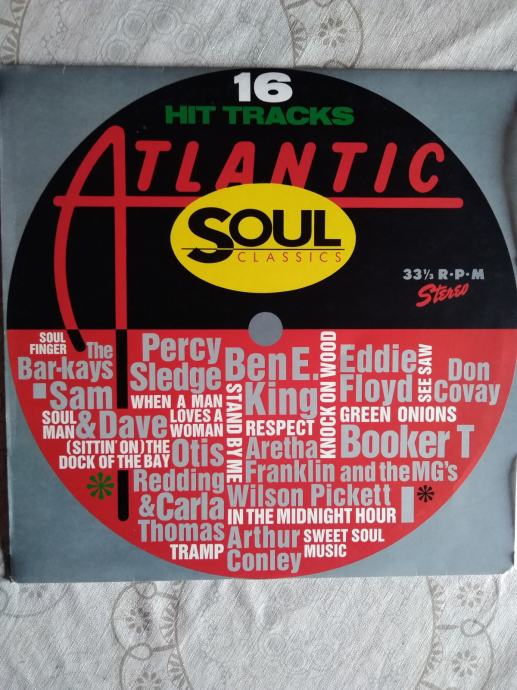 16
HIT TRACKS
ATLANTIC
SOUL
CLASSICS
33⅓ R·P·M
Stereo
SOUL
FINGER
The
Bar-kays
Sam
& Dave
SOUL
MAN
Percy
Sledge
WHEN A MAN
LOVES A
WOMAN
(SITTIN' ON) THE
DOCK OF THE BAY
Otis
Redding
& Carla
Thomas
TRAMP
Ben E.
King
STAND BY ME
RESPECT
Aretha
Franklin
KNOCK ON WOOD
Eddie
Floyd
SEE SAW
Don
Covay
GREEN ONIONS
Booker T
and the MG's
Wilson Pickett
IN THE MIDNIGHT HOUR
Arthur
Conley
SWEET SOUL
MUSIC